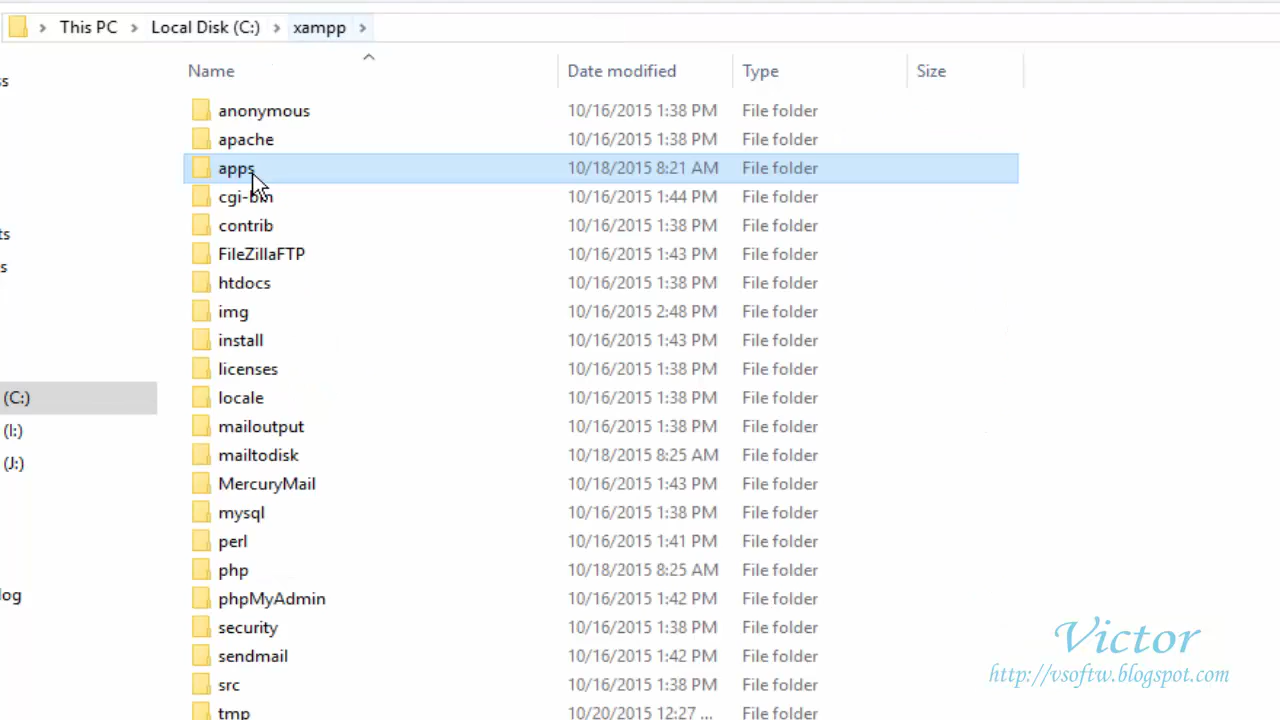 This PC Local Disk (C:) xampp
Name Date modified Type Size
anonymous 10/16/2015 1:38 PM File folder
apache 10/16/2015 1:38 PM File folder
apps 10/18/2015 8:21 AM File folder
cgi-bin 10/16/2015 1:44 PM File folder
contrib 10/16/2015 1:38 PM File folder
FileZillaFTP 10/16/2015 1:43 PM File folder
htdocs 10/16/2015 1:38 PM File folder
img 10/16/2015 2:48 PM File folder
install 10/16/2015 1:43 PM File folder
licenses 10/16/2015 1:38 PM File folder
(C:) locale 10/16/2015 1:38 PM File folder
(I:) mailoutput 10/16/2015 1:38 PM File folder
(J:) mailtodisk 10/18/2015 8:25 AM File folder
MercuryMail 10/16/2015 1:43 PM File folder
mysql 10/16/2015 1:38 PM File folder
perl 10/16/2015 1:41 PM File folder
php 10/18/2015 8:25 AM File folder
phpMyAdmin 10/16/2015 1:42 PM File folder
security 10/16/2015 1:38 PM File folder
sendmail 10/16/2015 1:42 PM File folder
src 10/16/2015 1:38 PM File folder
tmp 10/20/2015 12:27 ... File folder
Victor
http://vsoftw.blogspot.com